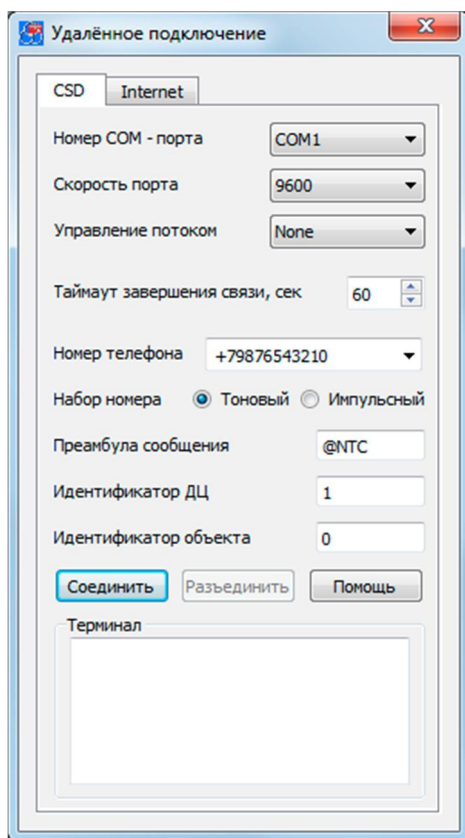 Удалённое подключение
CSD Internet
Номер COM - порта COM1
Скорость порта 9600
Управление потоком None
Таймаут завершения связи, сек 60
Номер телефона +79876543210
Набор номера Тоновый Импульсный
Преамбула сообщения @NTC
Идентификатор ДЦ 1
Идентификатор объекта 0
Соединить Разъединить Помощь
Терминал